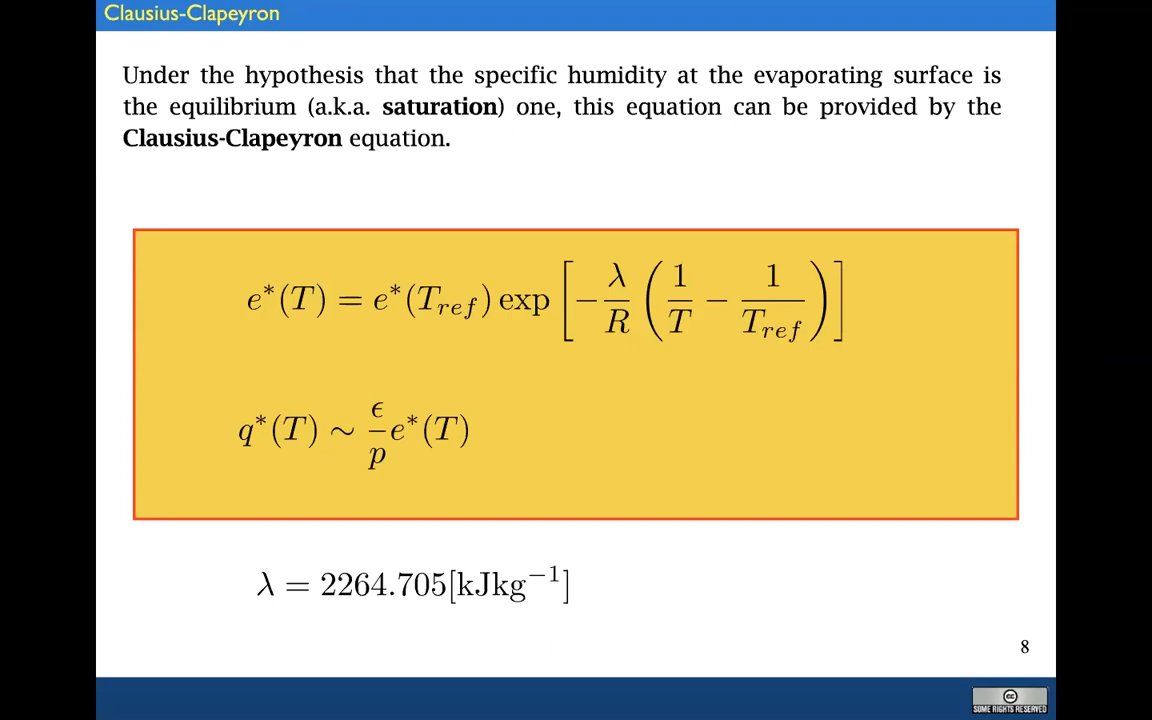 Clausius-Clapeyron
Under the hypothesis that the specific humidity at the evaporating surface is
the equilibrium (a.k.a. saturation) one, this equation can be provided by the
Clausius-Clapeyron equation.
e*(T) = e*(T_ref) exp [ −λ/R ( 1/T − 1/T_ref ) ]
q*(T) ∼ ϵ/p e*(T)
λ = 2264.705[kJkg⁻¹]
8
cc
SOME RIGHTS RESERVED